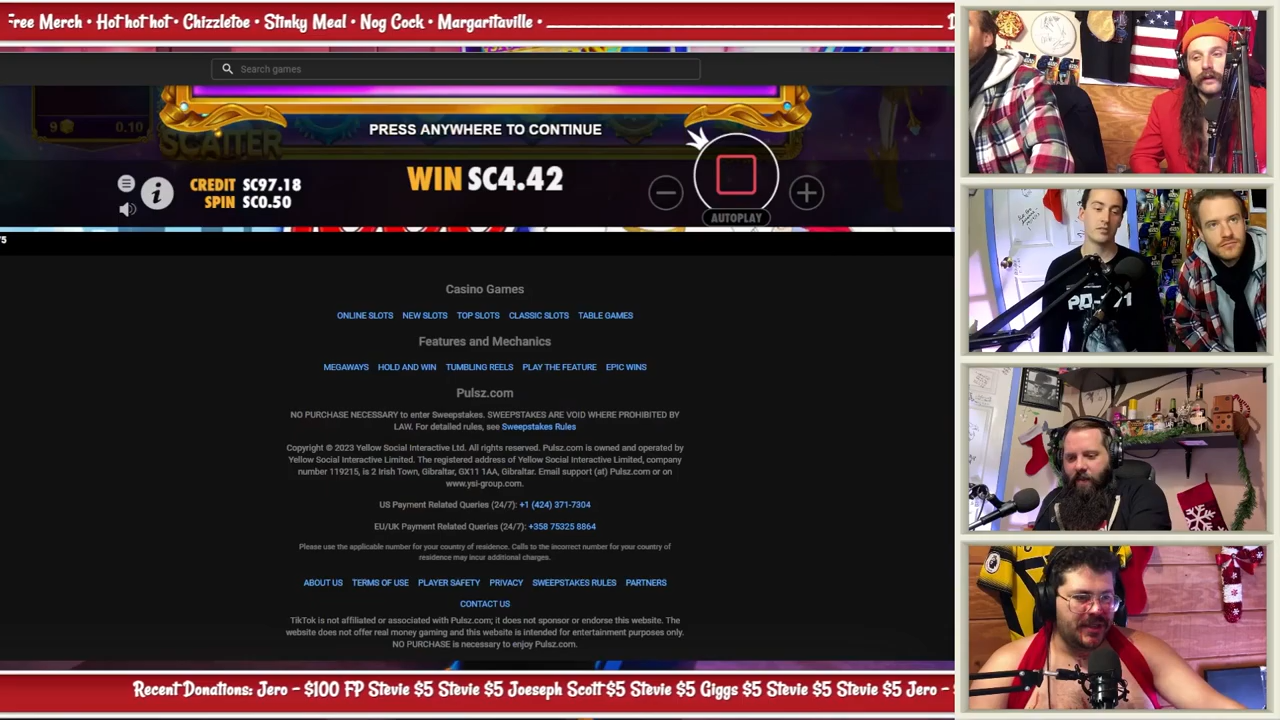 Free Merch • Hot hot hot • Chizzletoe • Stinky Meal • Nog Cock • Margaritaville •
Search games
9 0.10
SCATTER
PRESS ANYWHERE TO CONTINUE
CREDIT SC97.18
SPIN SC0.50
WIN SC4.42
AUTOPLAY
Casino Games
ONLINE SLOTS NEW SLOTS TOP SLOTS CLASSIC SLOTS TABLE GAMES
Features and Mechanics
MEGAWAYS HOLD AND WIN TUMBLING REELS PLAY THE FEATURE EPIC WINS
Pulsz.com
NO PURCHASE NECESSARY to enter Sweepstakes. SWEEPSTAKES ARE VOID WHERE PROHIBITED BY
LAW. For detailed rules, see Sweepstakes Rules
Copyright © 2023 Yellow Social Interactive Ltd. All rights reserved. Pulsz.com is owned and operated by
Yellow Social Interactive Limited. The registered address of Yellow Social Interactive Limited, company
number 119215, is 2 Irish Town, Gibraltar, GX11 1AA, Gibraltar. Email support (at) Pulsz.com or on
www.ysi-group.com.
US Payment Related Queries (24/7): +1 (424) 371-7304
EU/UK Payment Related Queries (24/7): +358 75325 8864
Please use the applicable number for your country of residence. Calls to the incorrect number for your country of
residence may incur additional charges.
ABOUT US TERMS OF USE PLAYER SAFETY PRIVACY SWEEPSTAKES RULES PARTNERS
CONTACT US
TikTok is not affiliated or associated with Pulsz.com; it does not sponsor or endorse this website. The
website does not offer real money gaming and this website is intended for entertainment purposes only.
NO PURCHASE is necessary to enjoy Pulsz.com.
Recent Donations: Jero - $100 FP Stevie $5 Stevie $5 Joeseph Scott $5 Stevie $5 Giggs $5 Stevie $5 Stevie $5 Jero -